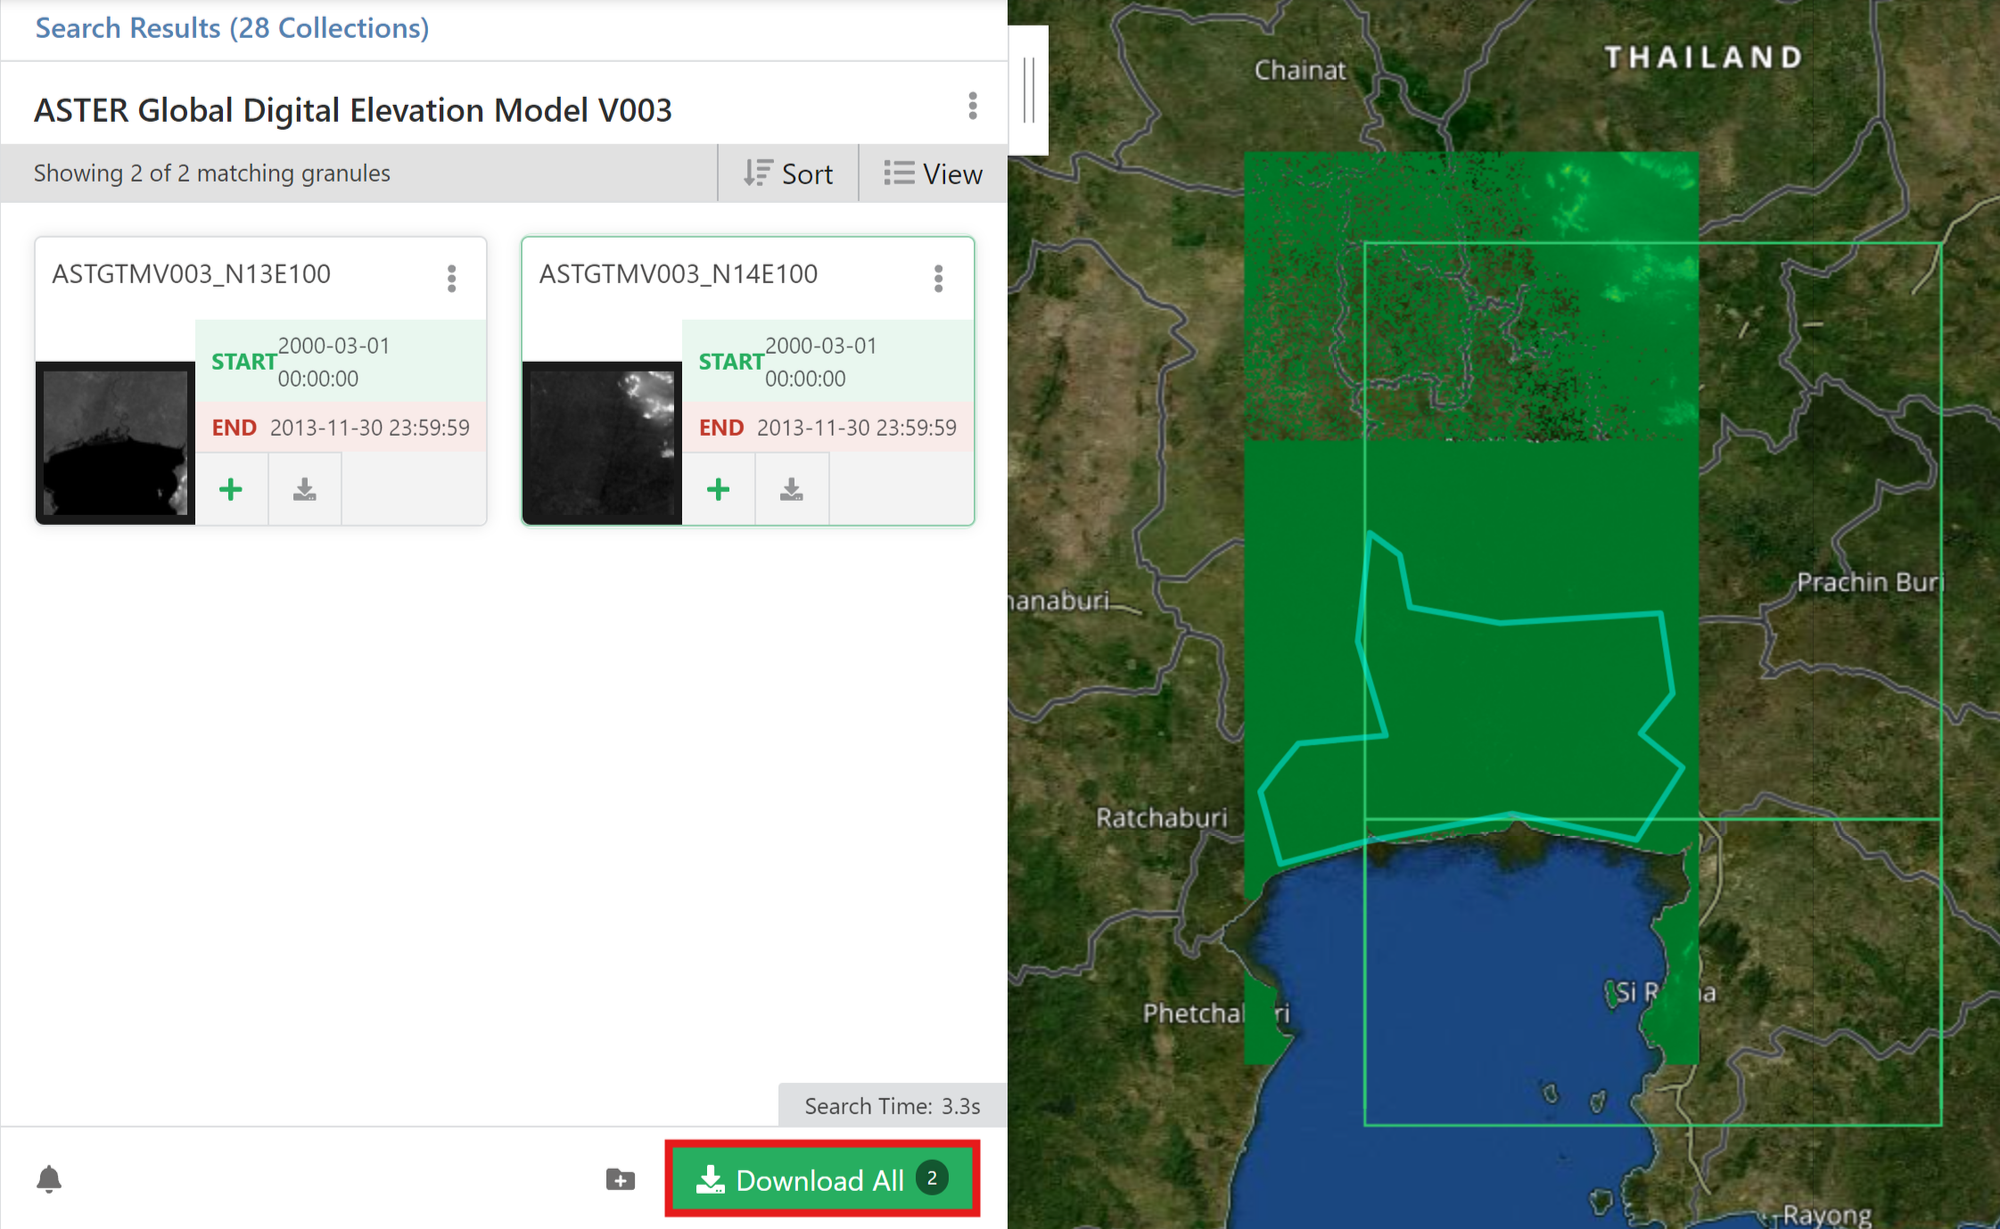 Search Results (28 Collections)
ASTER Global Digital Elevation Model V003
Showing 2 of 2 matching granules
Sort
View
ASTGTMV003_N13E100
START
2000-03-01
00:00:00
END 2013-11-30 23:59:59
ASTGTMV003_N14E100
START
2000-03-01
00:00:00
END 2013-11-30 23:59:59
Search Time: 3.3s
Download All 2
THAILAND
Chainat
Prachin Buri
nanaburi
Ratchaburi
Phetcha
ri
Si R
a
Rayong